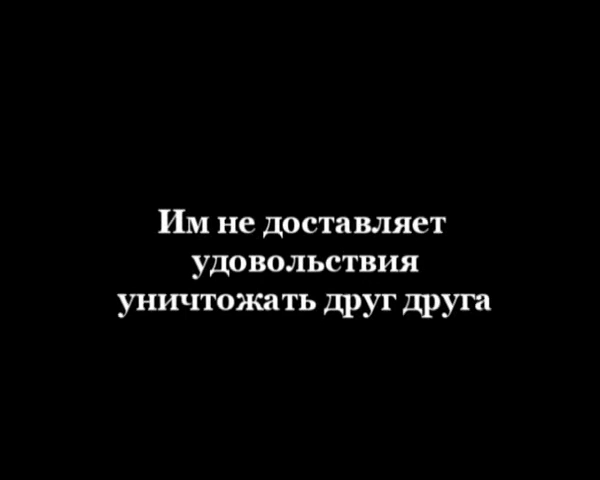 Им не доставляет
удовольствия
уничтожать друг друга